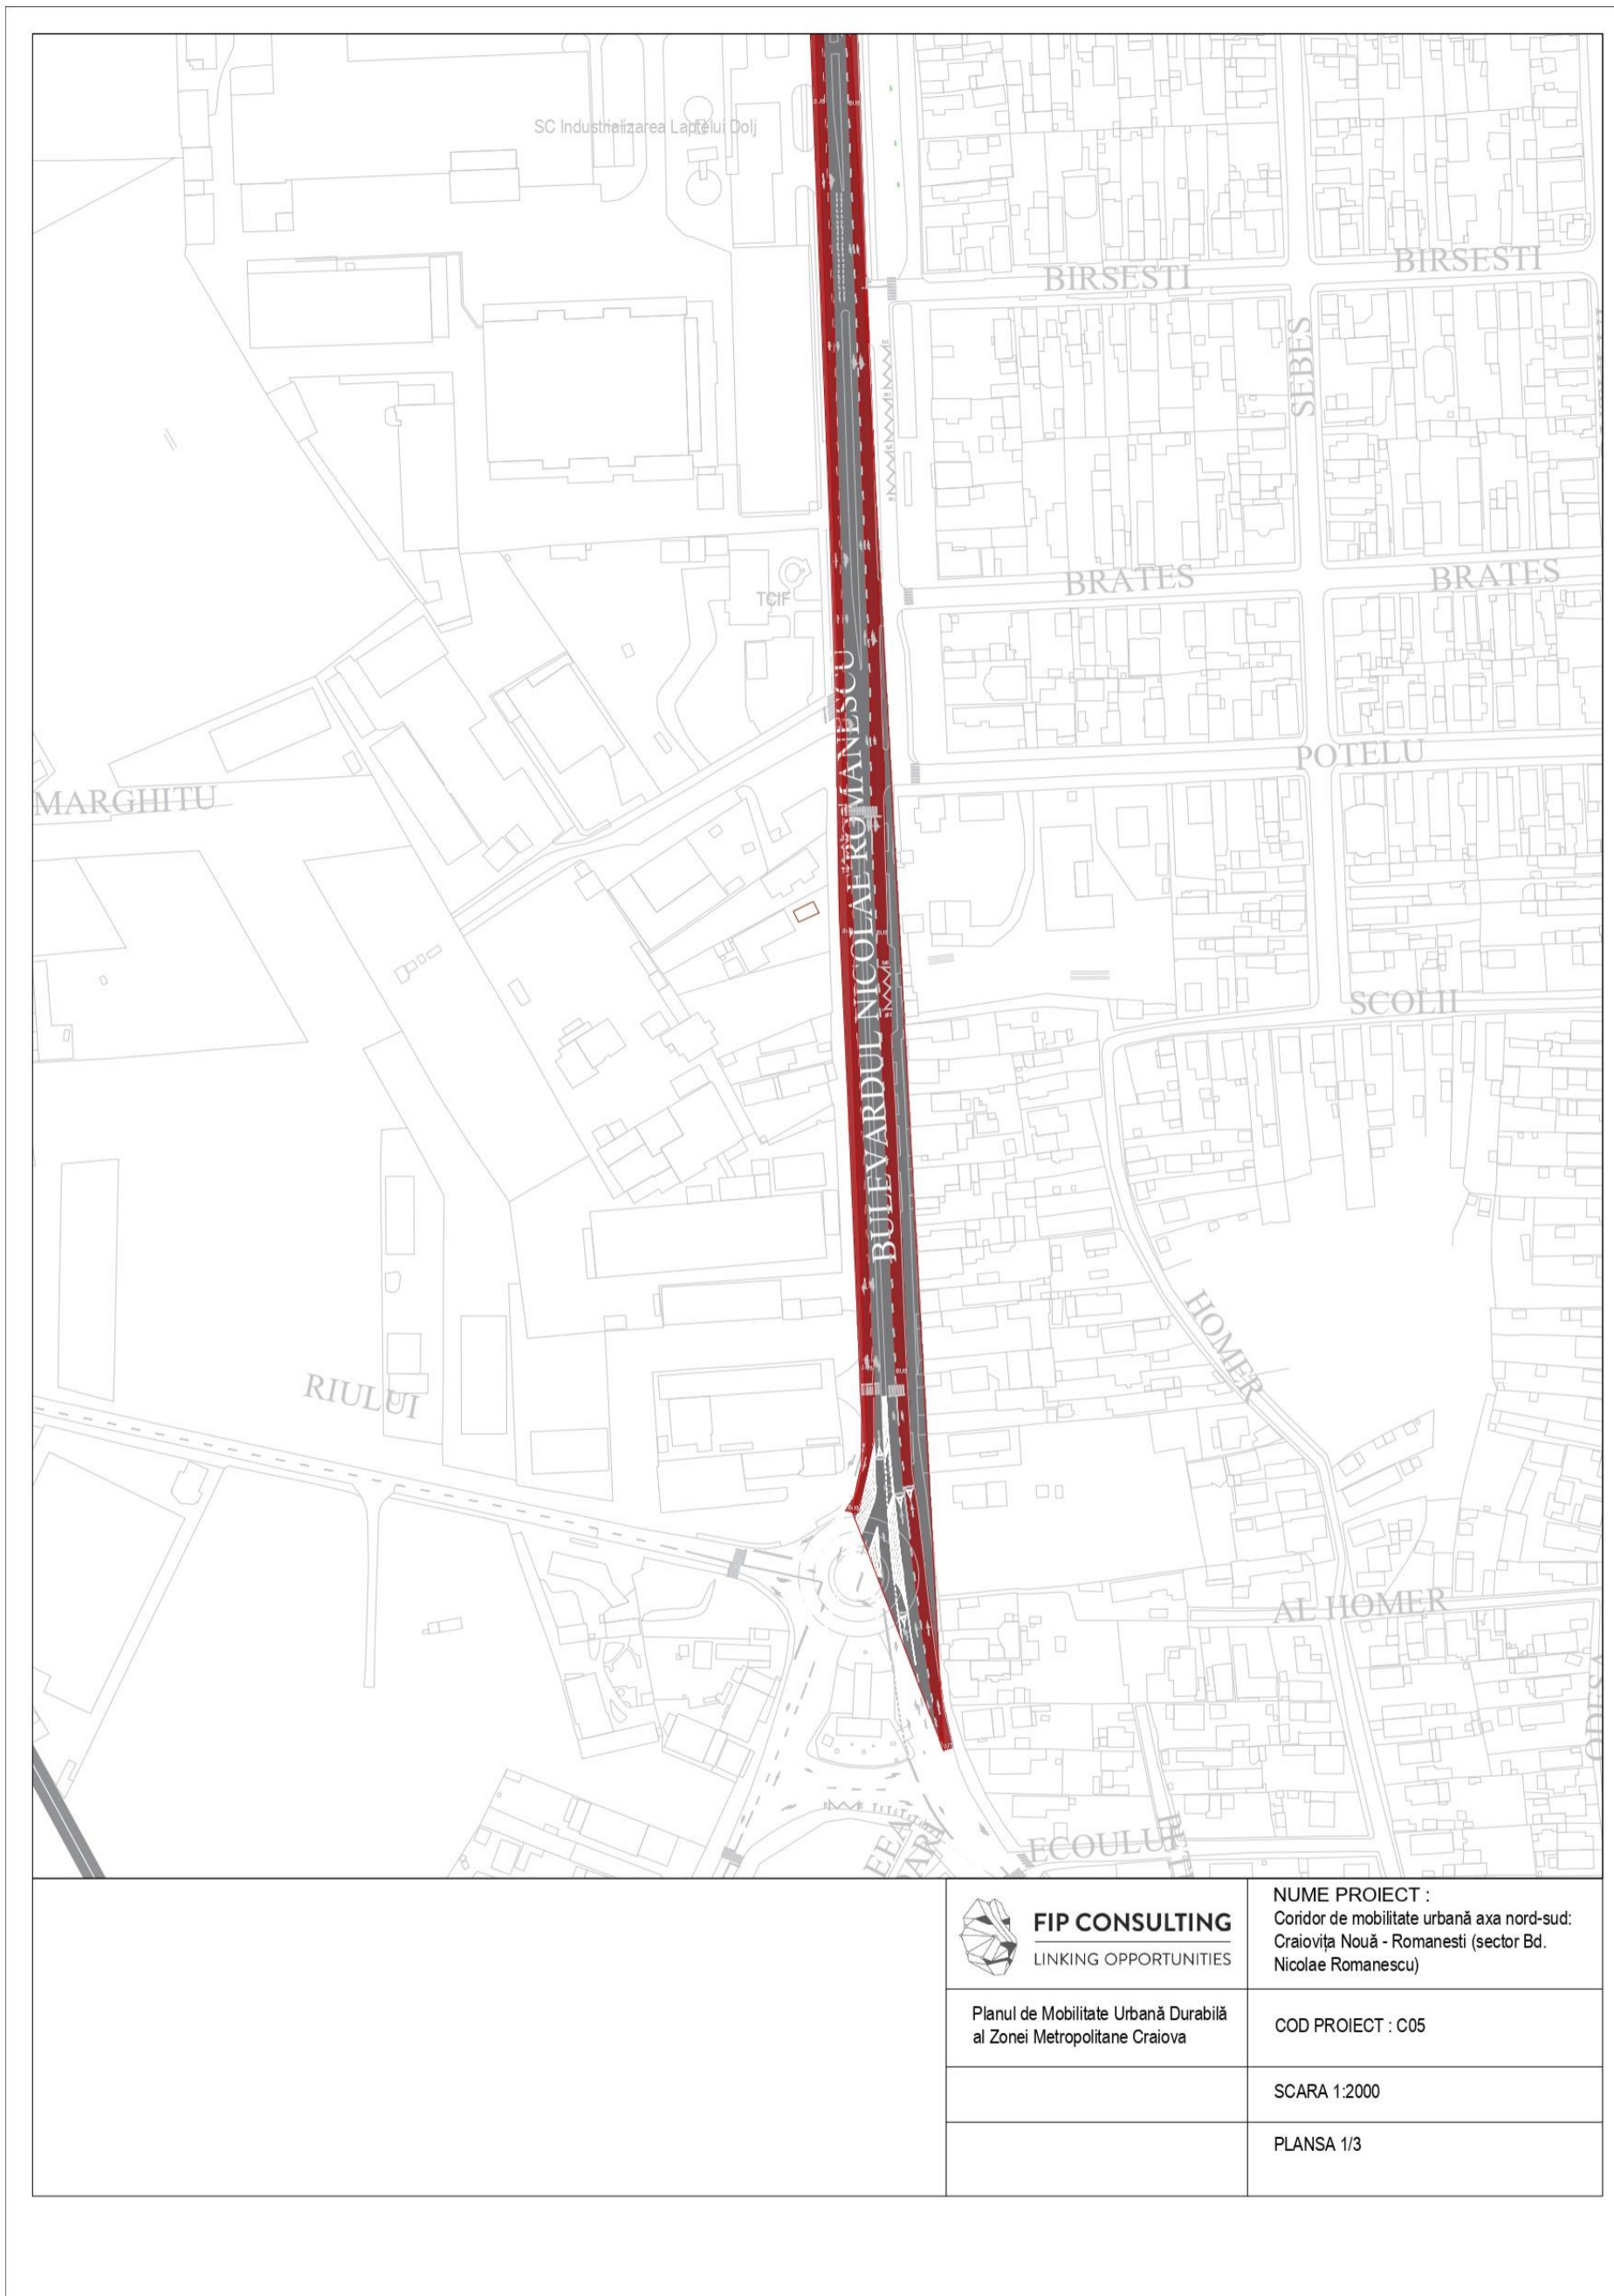 SC Industrializarea Laptelui Dolj
BIRSESTI
BIRSESTI
SEBES
BRATES
BRATES
TCIF
BULEVARDUL NICOLAE ROMANESCU
POTELU
MARGHITU
SCOLII
HOMER
RIULUI
AL HOMER
ODESA
ECOULUI
FIP CONSULTING
LINKING OPPORTUNITIES
NUME PROIECT :
Coridor de mobilitate urbană axa nord-sud:
Craiovița Nouă - Romanesti (sector Bd.
Nicolae Romanescu)
Planul de Mobilitate Urbană Durabilă
al Zonei Metropolitane Craiova
COD PROIECT : C05
SCARA 1:2000
PLANSA 1/3